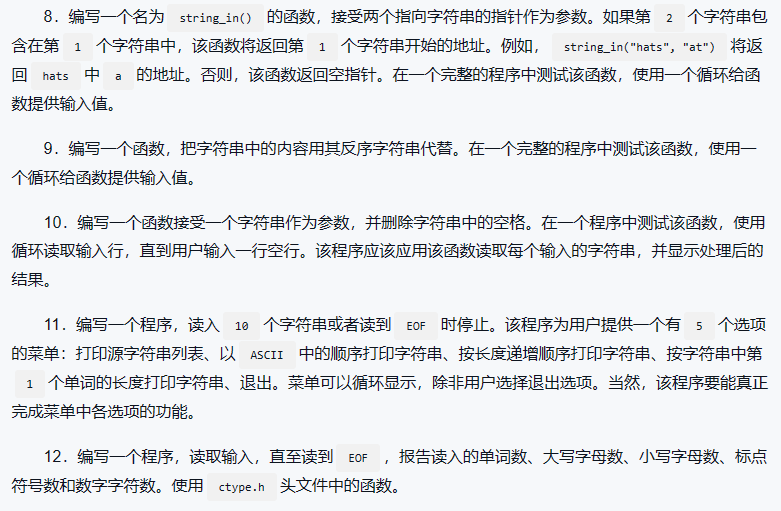 8．编写一个名为 string_in() 的函数，接受两个指向字符串的指针作为参数。如果第 2 个字符串包
含在第 1 个字符串中，该函数将返回第 1 个字符串开始的地址。例如， string_in("hats", "at") 将返
回 hats 中 a 的地址。否则，该函数返回空指针。在一个完整的程序中测试该函数，使用一个循环给函
数提供输入值。
9．编写一个函数，把字符串中的内容用其反序字符串代替。在一个完整的程序中测试该函数，使用一
个循环给函数提供输入值。
10．编写一个函数接受一个字符串作为参数，并删除字符串中的空格。在一个程序中测试该函数，使用
循环读取输入行，直到用户输入一行空行。该程序应该应用该函数读取每个输入的字符串，并显示处理后的
结果。
11．编写一个程序，读入 10 个字符串或者读到 EOF 时停止。该程序为用户提供一个有 5 个选项
的菜单：打印源字符串列表、以 ASCII 中的顺序打印字符串、按长度递增顺序打印字符串、按字符串中第
1 个单词的长度打印字符串、退出。菜单可以循环显示，除非用户选择退出选项。当然，该程序要能真正
完成菜单中各选项的功能。
12．编写一个程序，读取输入，直至读到 EOF ，报告读入的单词数、大写字母数、小写字母数、标点
符号数和数字字符数。使用 ctype.h 头文件中的函数。